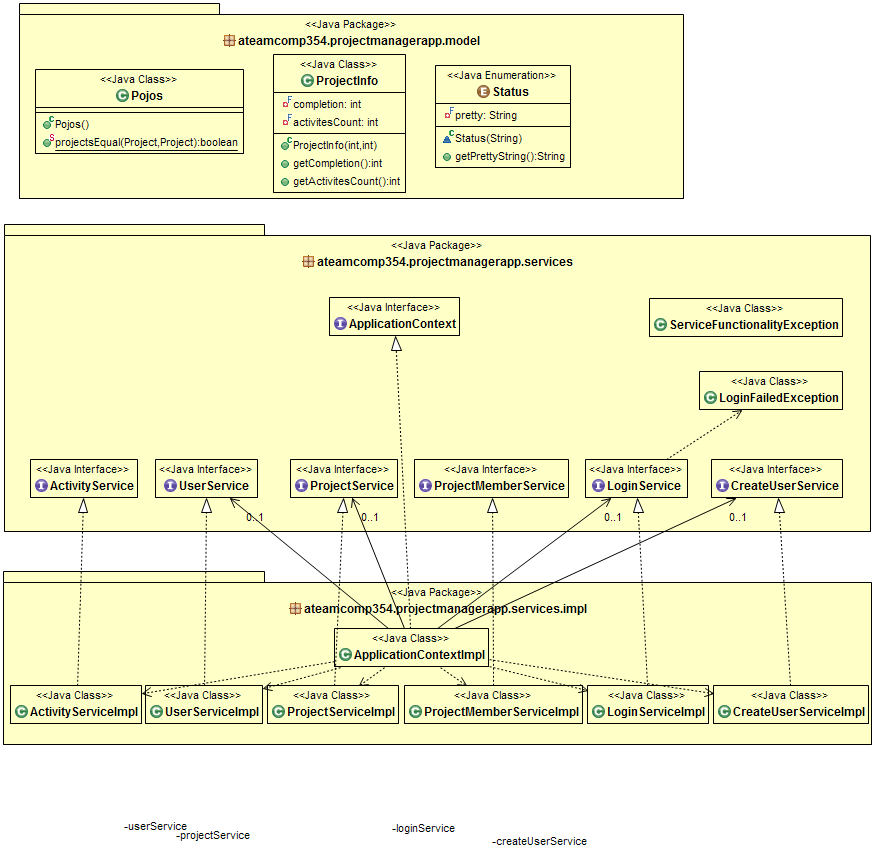 <<Java Package>>
ateamcomp354.projectmanagerapp.model
<<Java Class>>
Pojos
Pojos()
projectsEqual(Project,Project):boolean
<<Java Class>>
ProjectInfo
completion: int
activitesCount: int
ProjectInfo(int,int)
getCompletion():int
getActivitesCount():int
<<Java Enumeration>>
Status
pretty: String
Status(String)
getPrettyString():String
<<Java Package>>
ateamcomp354.projectmanagerapp.services
<<Java Interface>>
ApplicationContext
<<Java Class>>
ServiceFunctionalityException
<<Java Class>>
LoginFailedException
<<Java Interface>>
ActivityService
<<Java Interface>>
UserService
<<Java Interface>>
ProjectService
<<Java Interface>>
ProjectMemberService
<<Java Interface>>
LoginService
<<Java Interface>>
CreateUserService
0..1
0..1
0..1
0..1
<<Java Package>>
ateamcomp354.projectmanagerapp.services.impl
<<Java Class>>
ApplicationContextImpl
<<Java Class>>
ActivityServiceImpl
<<Java Class>>
UserServiceImpl
<<Java Class>>
ProjectServiceImpl
<<Java Class>>
ProjectMemberServiceImpl
<<Java Class>>
LoginServiceImpl
<<Java Class>>
CreateUserServiceImpl
-userService
-projectService
-loginService
-createUserService